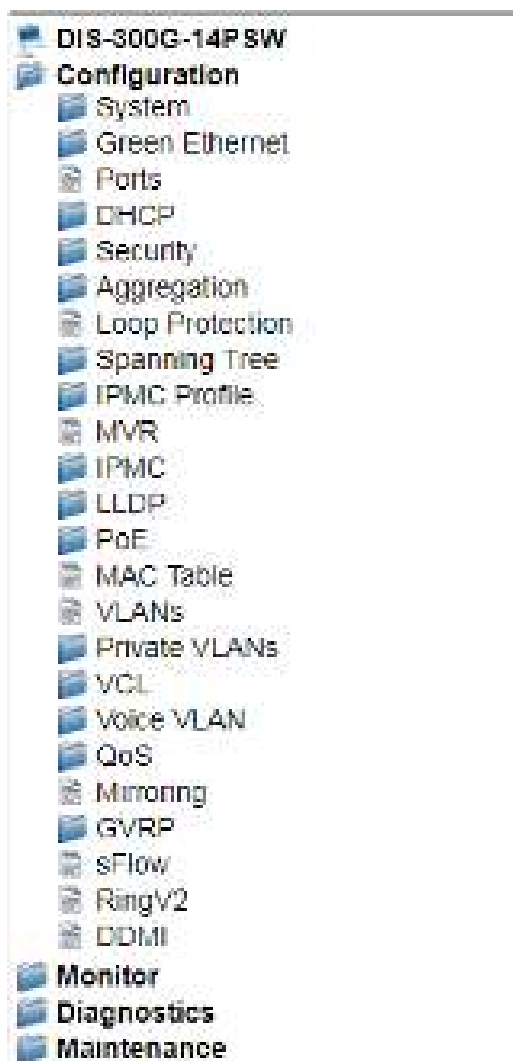 DIS-300G-14PSW
Configuration
System
Green Ethernet
Ports
DHCP
Security
Aggregation
Loop Protection
Spanning Tree
IPMC Profile
MVR
IPMC
LLDP
PoE
MAC Table
VLANs
Private VLANs
VCL
Voice VLAN
QoS
Mirroring
GVRP
sFlow
RingV2
DDMI
Monitor
Diagnostics
Maintenance